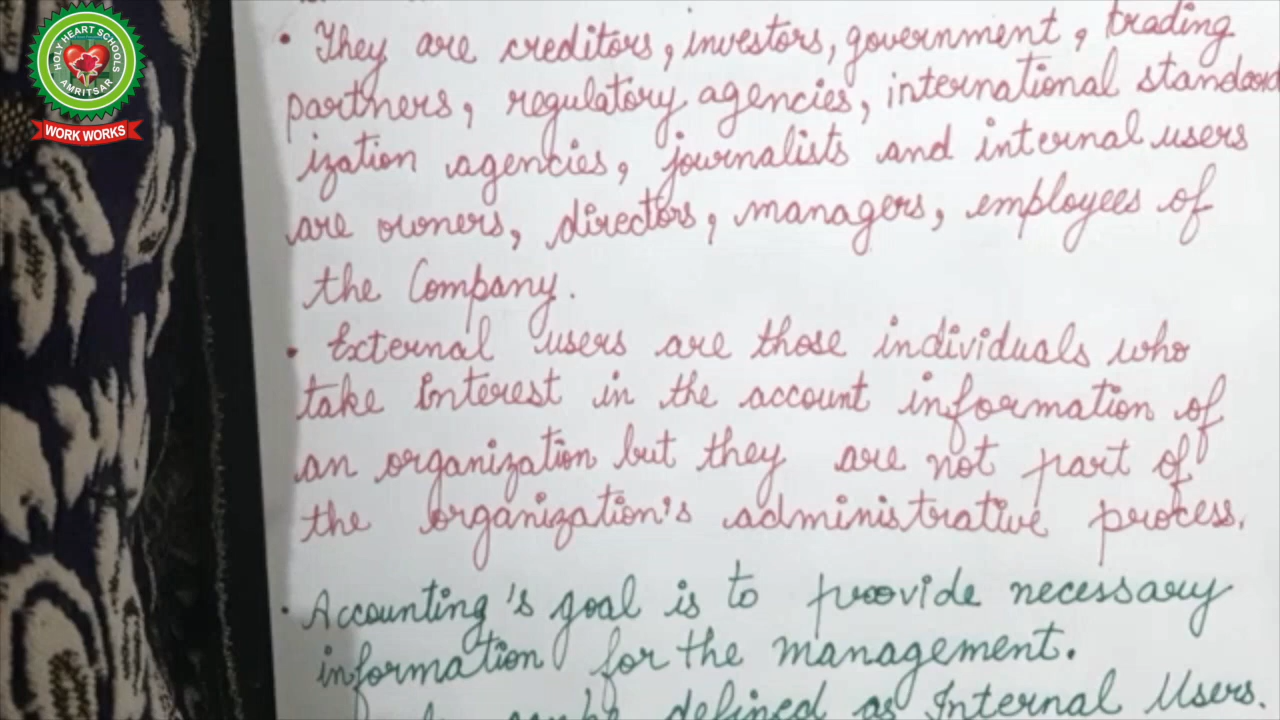 HOLY HEART SCHOOLS
AMRITSAR
WORK WORKS
• They are creditors, investors, government, trading
partners, regulatory agencies, international standard
ization agencies, journalists and internal users
are owners, directors, managers, employees of
the Company.
• External users are those individuals who
take interest in the account information of
an organization but they are not part of
the organization's administrative process.
• Accounting's goal is to provide necessary
information for the management.
defined as Internal Users.